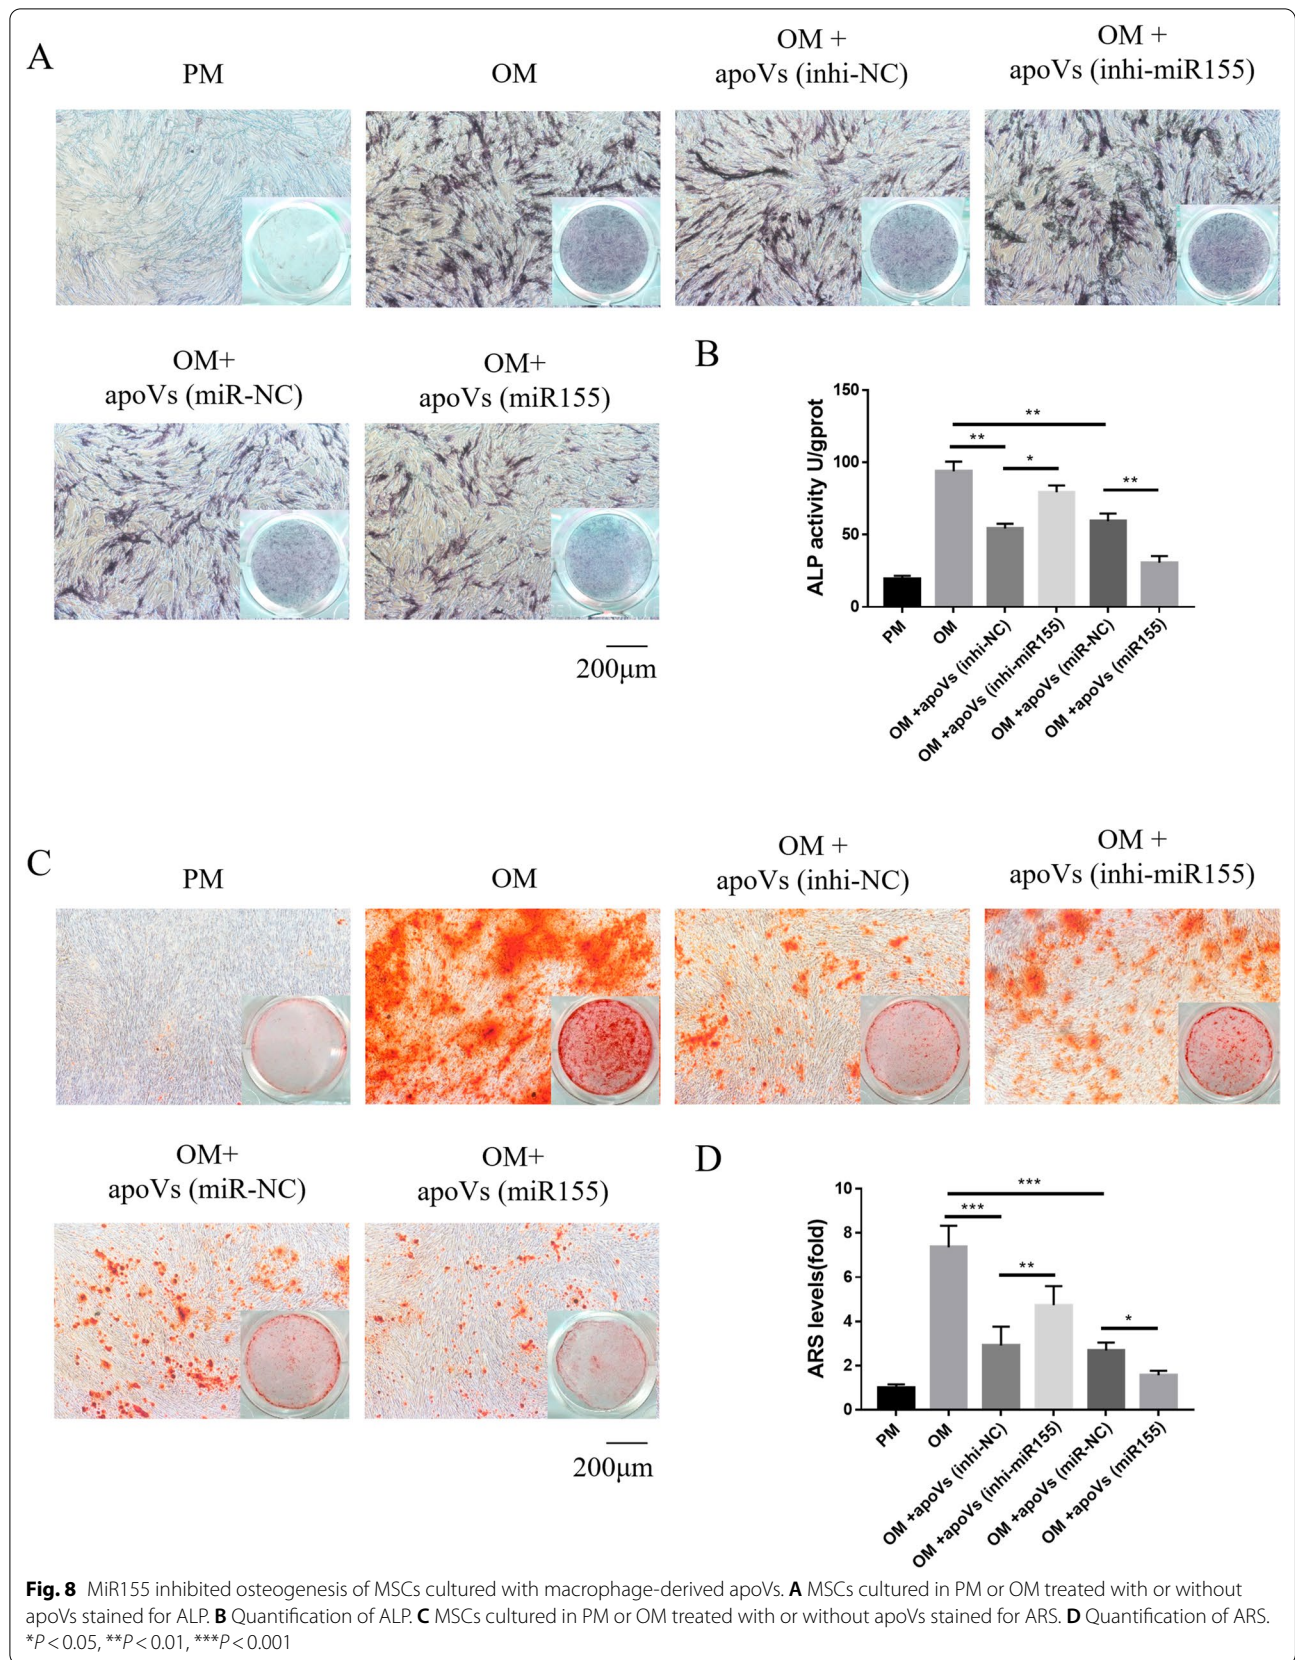 A
PM
OM
OM +
apoVs (inhi-NC)
OM +
apoVs (inhi-miR155)
OM+
apoVs (miR-NC)
OM+
apoVs (miR155)
200μm
B
ALP activity U/gprot
150
100
50
0
**
**
*
**
PM
OM
OM +apoVs (inhi-NC)
OM +apoVs (inhi-miR155)
OM +apoVs (miR-NC)
OM +apoVs (miR155)
C
PM
OM
OM +
apoVs (inhi-NC)
OM +
apoVs (inhi-miR155)
OM+
apoVs (miR-NC)
OM+
apoVs (miR155)
200μm
D
ARS levels(fold)
10
8
6
4
2
0
***
***
**
*
PM
OM
OM +apoVs (inhi-NC)
OM +apoVs (inhi-miR155)
OM +apoVs (miR-NC)
OM +apoVs (miR155)
Fig. 8 MiR155 inhibited osteogenesis of MSCs cultured with macrophage-derived apoVs. A MSCs cultured in PM or OM treated with or without
apoVs stained for ALP. B Quantification of ALP. C MSCs cultured in PM or OM treated with or without apoVs stained for ARS. D Quantification of ARS.
*P < 0.05, **P < 0.01, ***P < 0.001